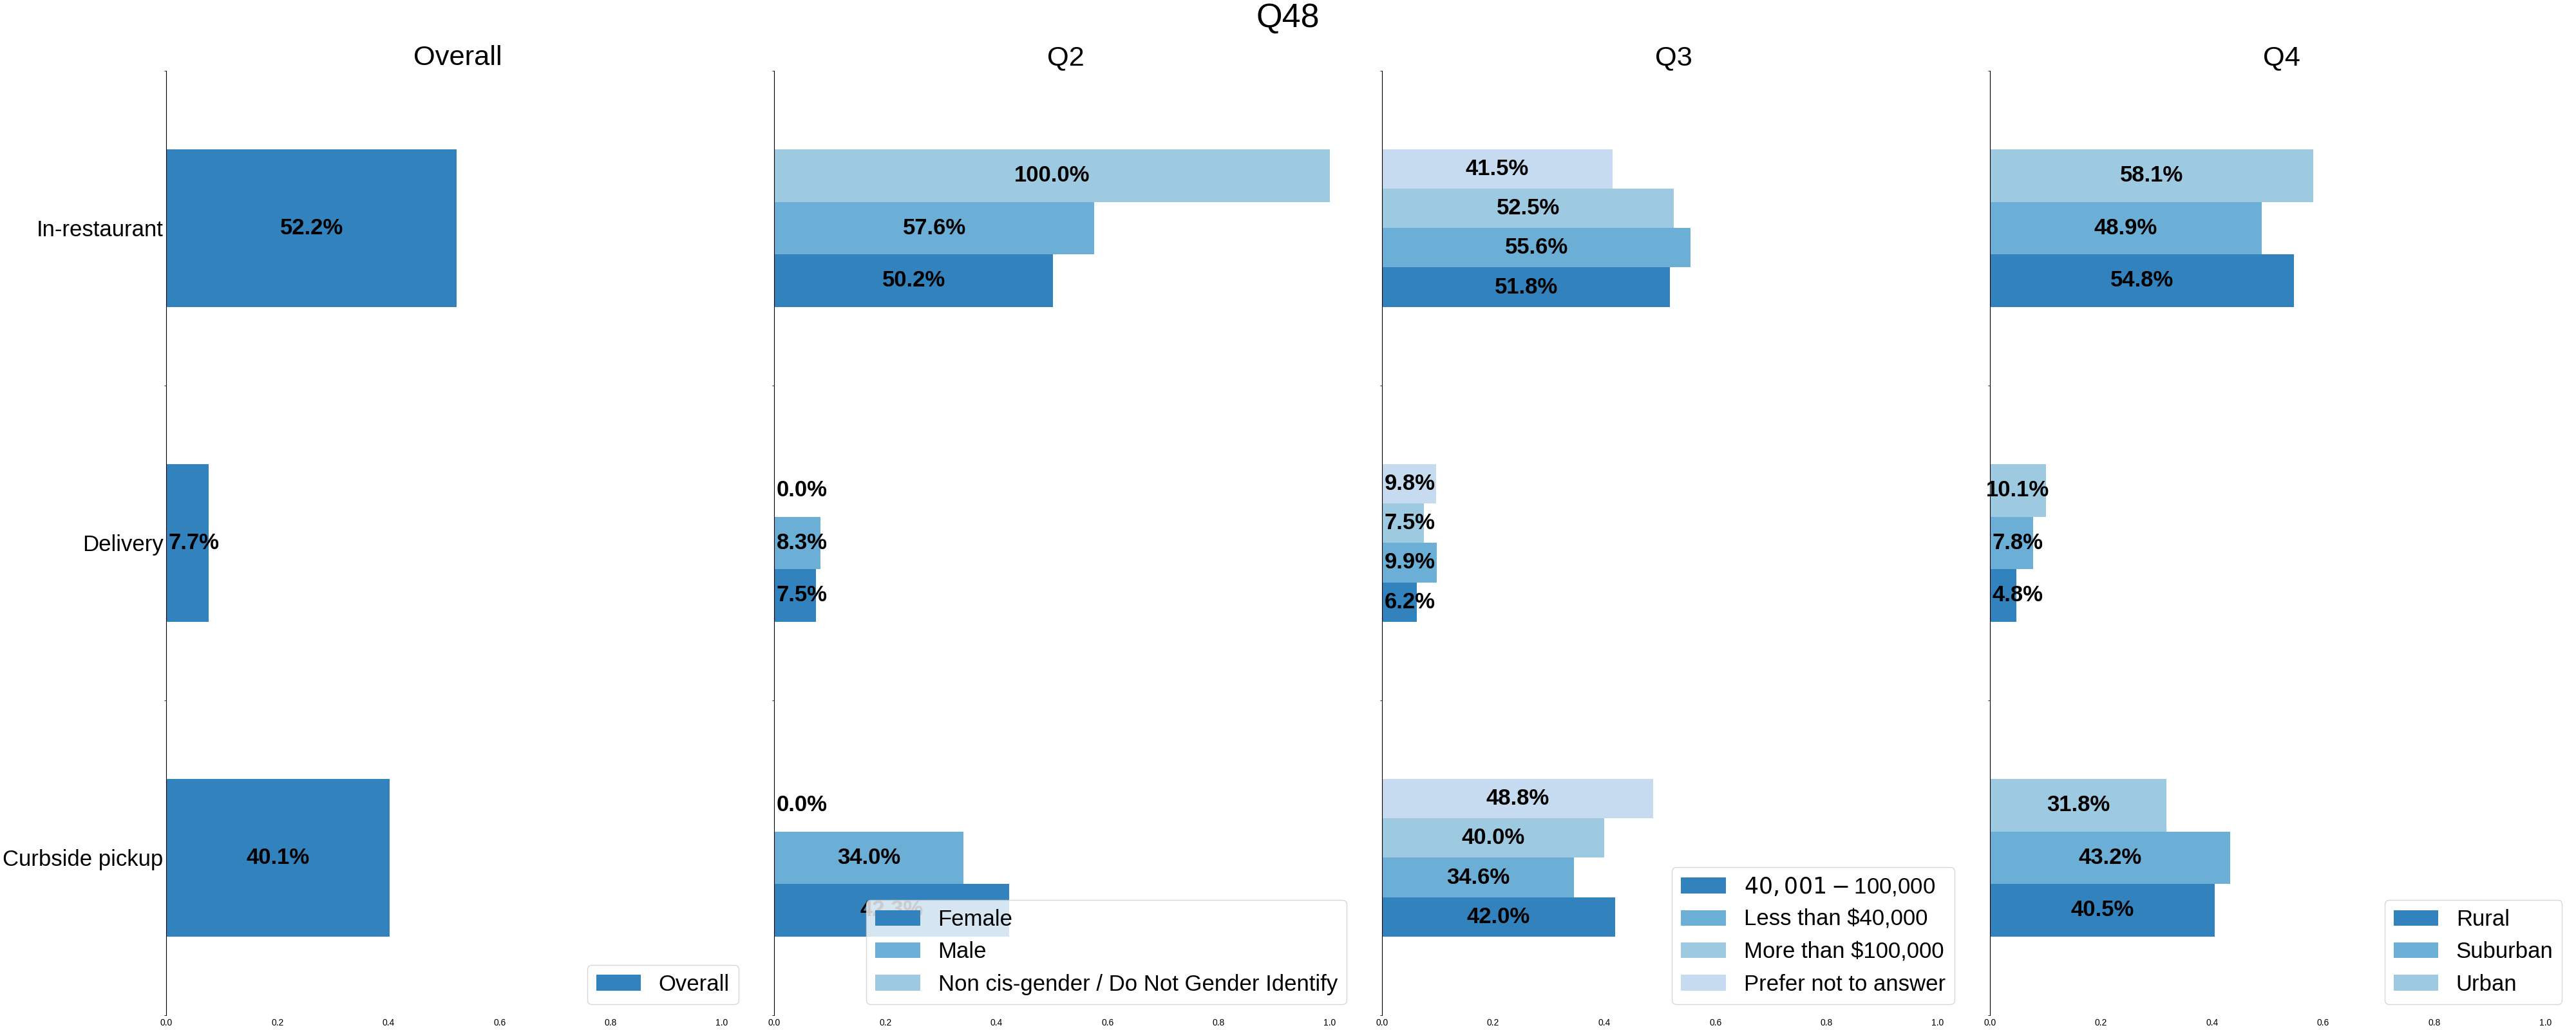 Q48
Overall
Q2
Q3
Q4
In-restaurant
Delivery
Curbside pickup
52.2%
7.7%
40.1%
Overall
0.0 0.2 0.4 0.6 0.8 1.0
100.0%
57.6%
50.2%
0.0%
8.3%
7.5%
0.0%
34.0%
42.3%
Female
Male
Non cis-gender / Do Not Gender Identify
0.0 0.2 0.4 0.6 0.8 1.0
41.5%
52.5%
55.6%
51.8%
9.8%
7.5%
9.9%
6.2%
48.8%
40.0%
34.6%
42.0%
40,001-100,000
Less than $40,000
More than $100,000
Prefer not to answer
0.0 0.2 0.4 0.6 0.8 1.0
58.1%
48.9%
54.8%
10.1%
7.8%
4.8%
31.8%
43.2%
40.5%
Rural
Suburban
Urban
0.0 0.2 0.4 0.6 0.8 1.0